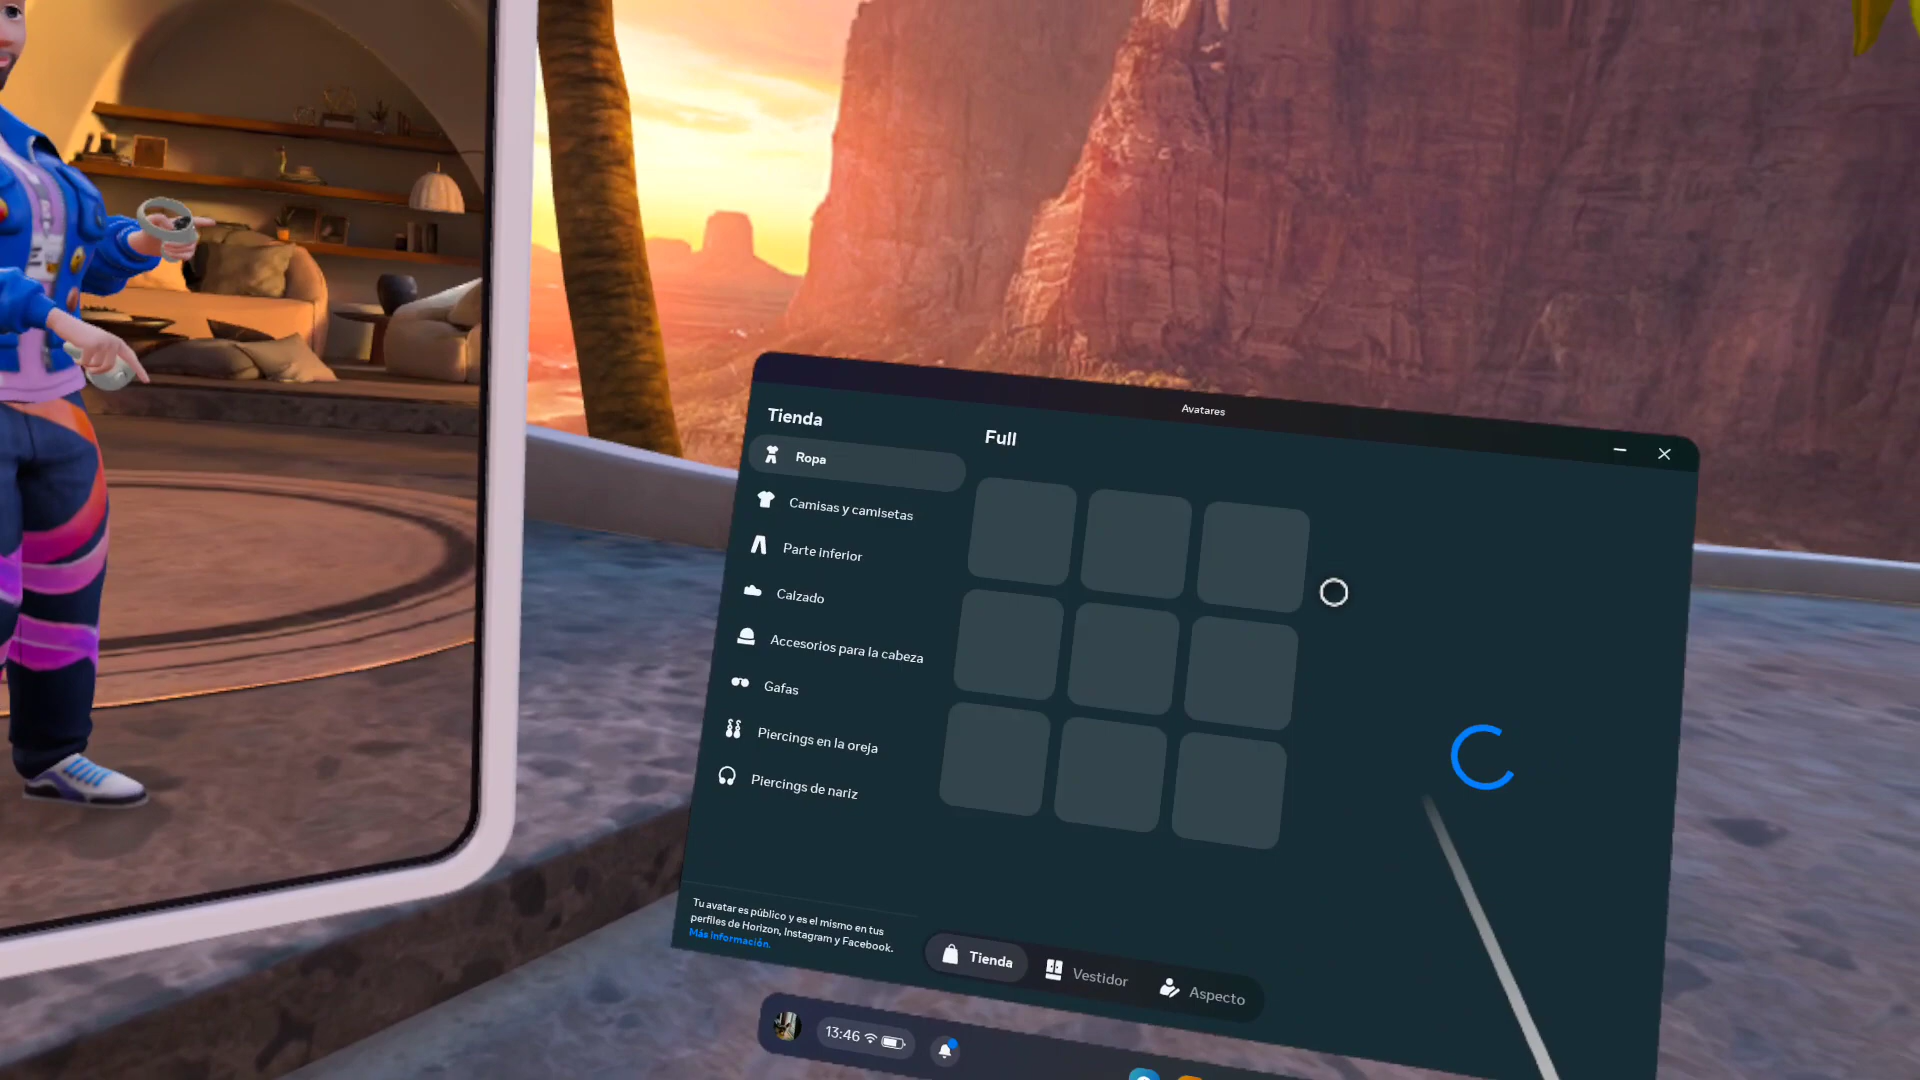 Avatares
Tienda
Full
Ropa
Camisas y camisetas
Parte inferior
Calzado
Accesorios para la cabeza
Gafas
Piercings en la oreja
Piercings de nariz
Tu avatar es público y es el mismo en tus
perfiles de Horizon, Instagram y Facebook.
Más información.
Tienda
Vestidor
Aspecto
13:46